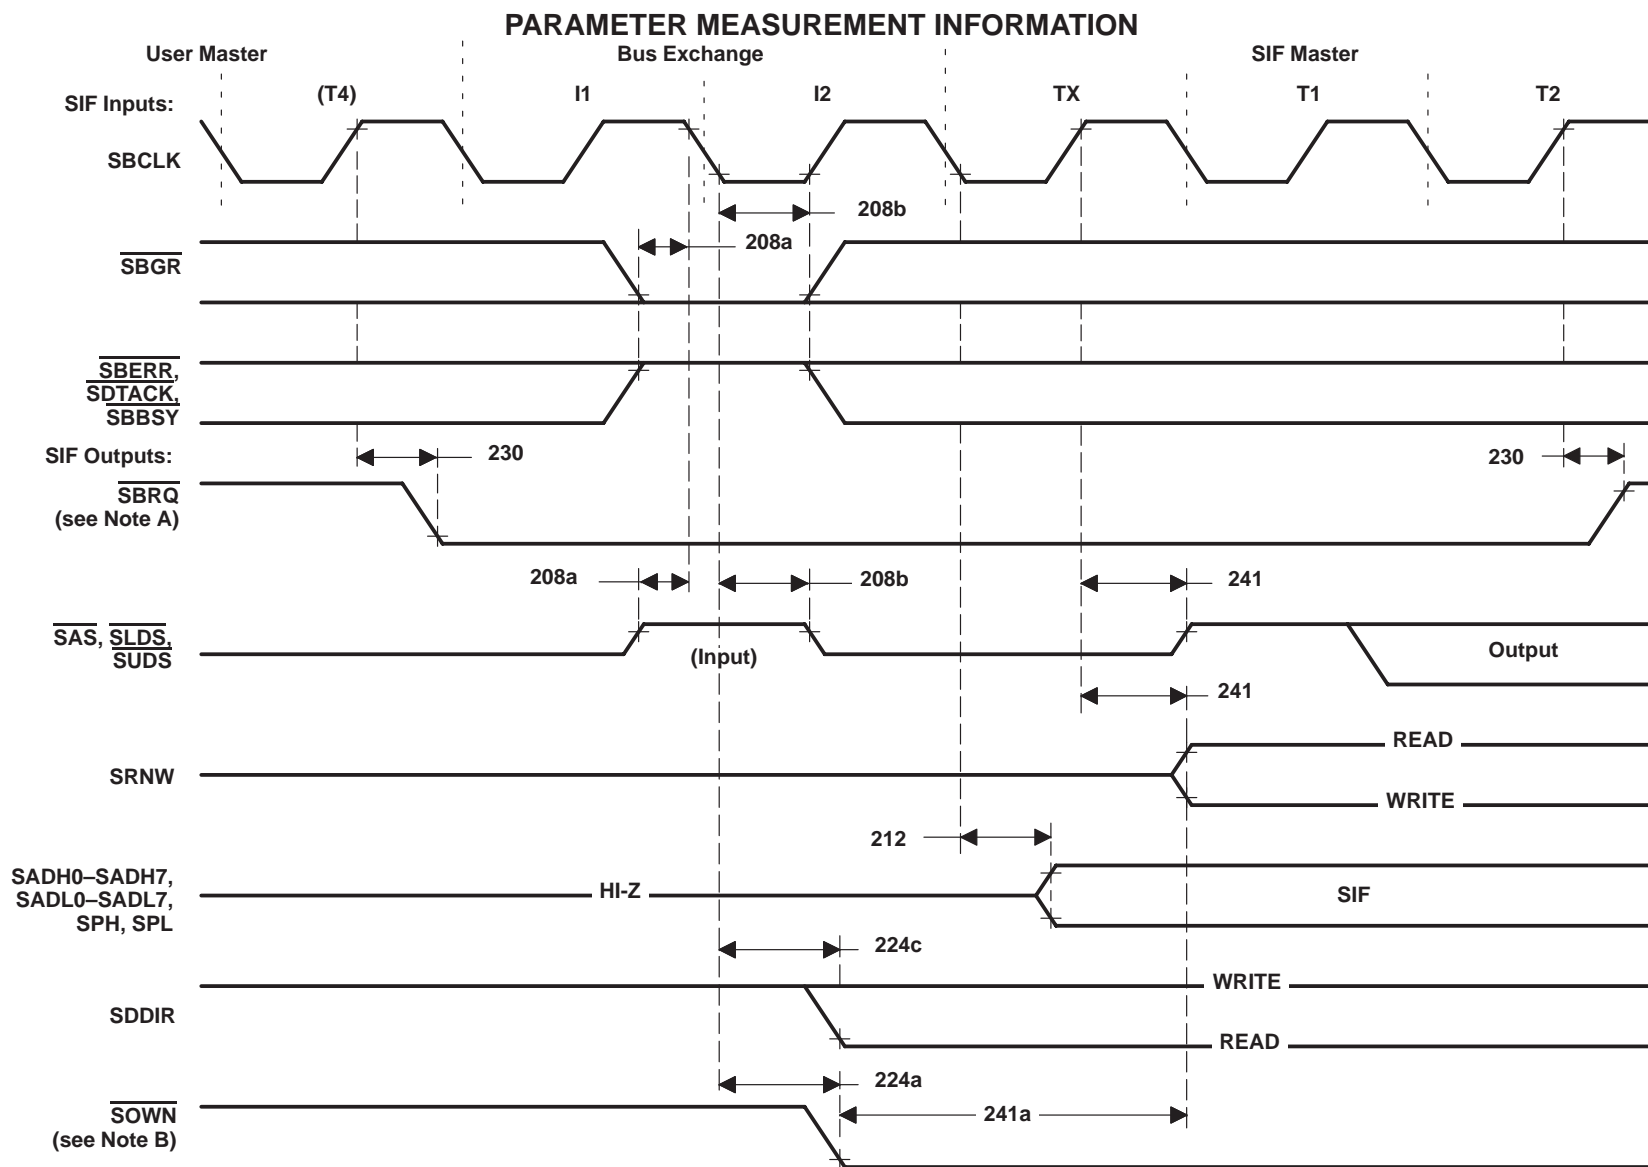 PARAMETER MEASUREMENT INFORMATION
User Master
Bus Exchange
SIF Master
SIF Inputs:
(T4)
I1
I2
TX
T1
T2
SBCLK
208b
208a
SBGR
SBERR,
SDTACK,
SBBSY
SIF Outputs:
230
230
SBRQ
(see Note A)
208a
208b
241
SAS, SLDS,
SUDS
(Input)
Output
241
READ
SRNW
WRITE
212
SADH0–SADH7,
SADL0–SADL7,
SPH, SPL
HI-Z
SIF
224c
WRITE
SDDIR
READ
224a
SOWN
(see Note B)
241a